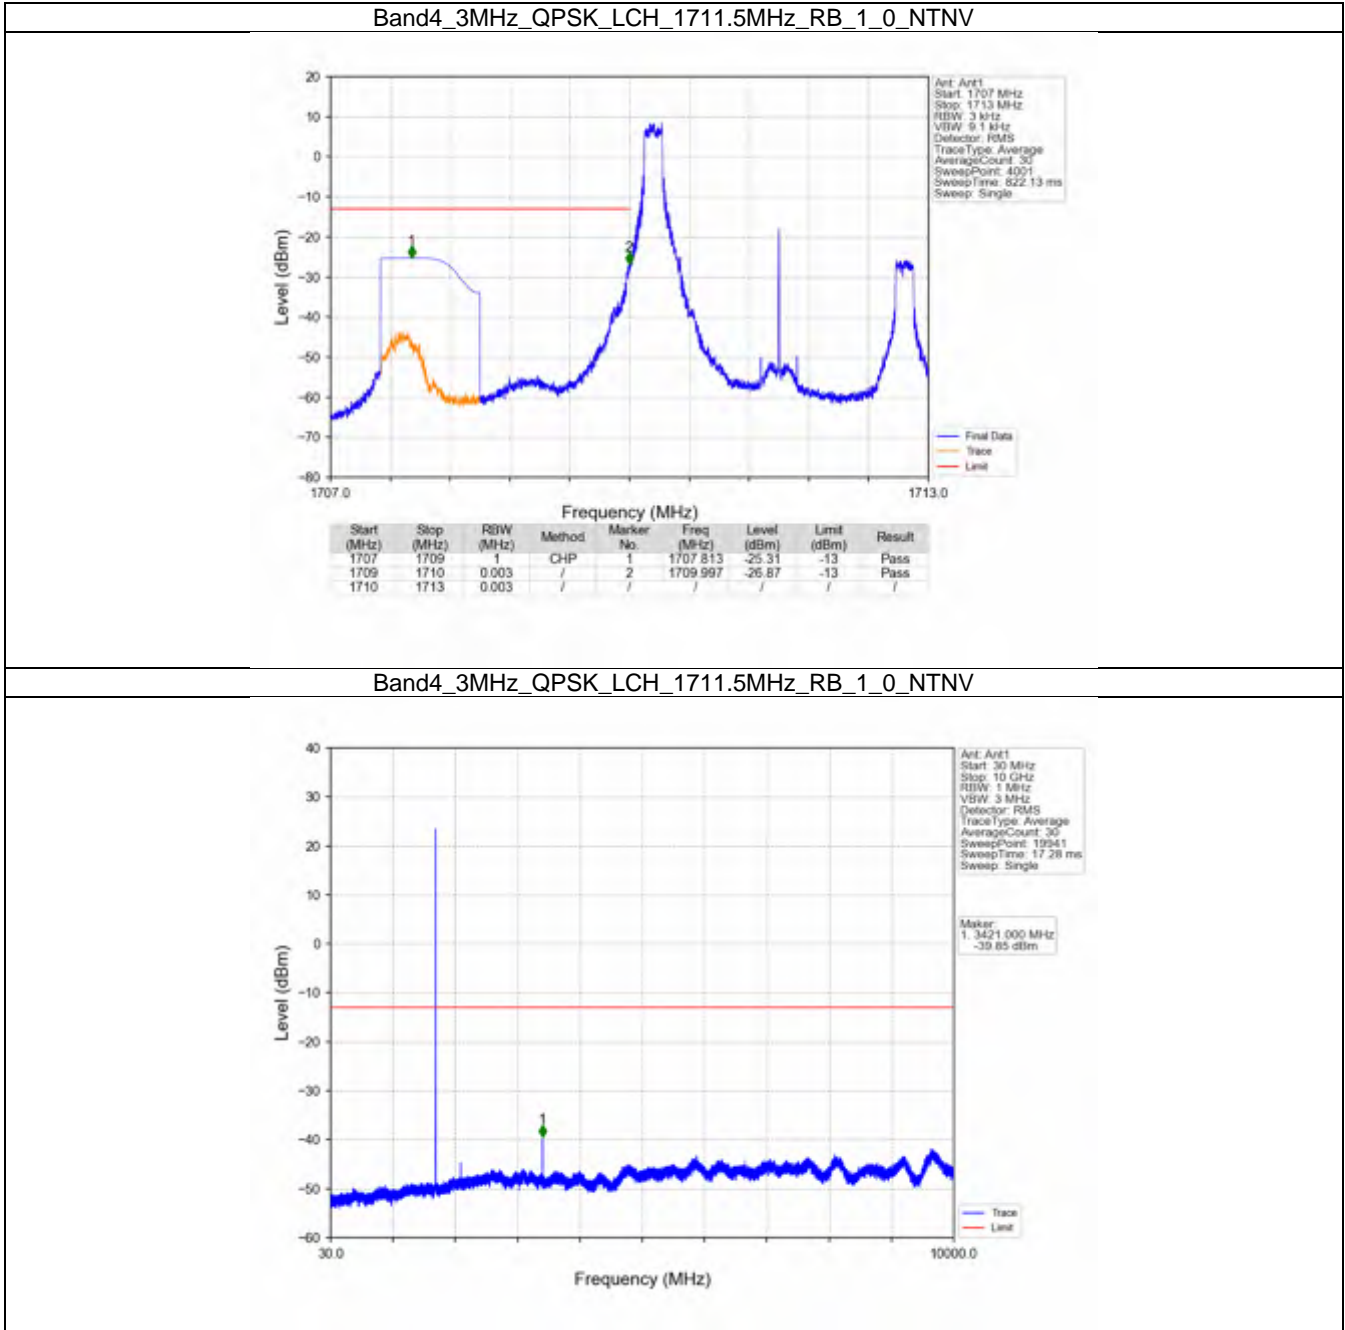 Band4_3MHz_QPSK_LCH_1711.5MHz_RB_1_0_NTNV
20
10
0
−10
−20
−30
−40
−50
−60
−70
−80
Level (dBm)
1
2
1707.0
1713.0
Frequency (MHz)
Ant: Ant1
Start: 1707 MHz
Stop: 1713 MHz
RBW: 3 kHz
VBW: 9.1 kHz
Detector: RMS
TraceType: Average
AverageCount: 30
SweepPoint: 4001
SweepTime: 822.13 ms
Sweep: Single
Final Data
Trace
Limit
Start (MHz) Stop (MHz) RBW (MHz) Method Marker No. Freq (MHz) Level (dBm) Limit (dBm) Result
1707 1709 1 CHP 1 1707.813 -25.31 -13 Pass
1709 1710 0.003 / 2 1709.997 -26.87 -13 Pass
1710 1713 0.003 / / / / / /
Band4_3MHz_QPSK_LCH_1711.5MHz_RB_1_0_NTNV
40
30
20
10
0
−10
−20
−30
−40
−50
−60
Level (dBm)
1
30.0
10000.0
Frequency (MHz)
Ant: Ant1
Start: 30 MHz
Stop: 10 GHz
RBW: 1 MHz
VBW: 3 MHz
Detector: RMS
TraceType: Average
AverageCount: 30
SweepPoint: 19941
SweepTime: 17.28 ms
Sweep: Single
Maker:
1. 3421.000 MHz
-39.85 dBm
Trace
Limit